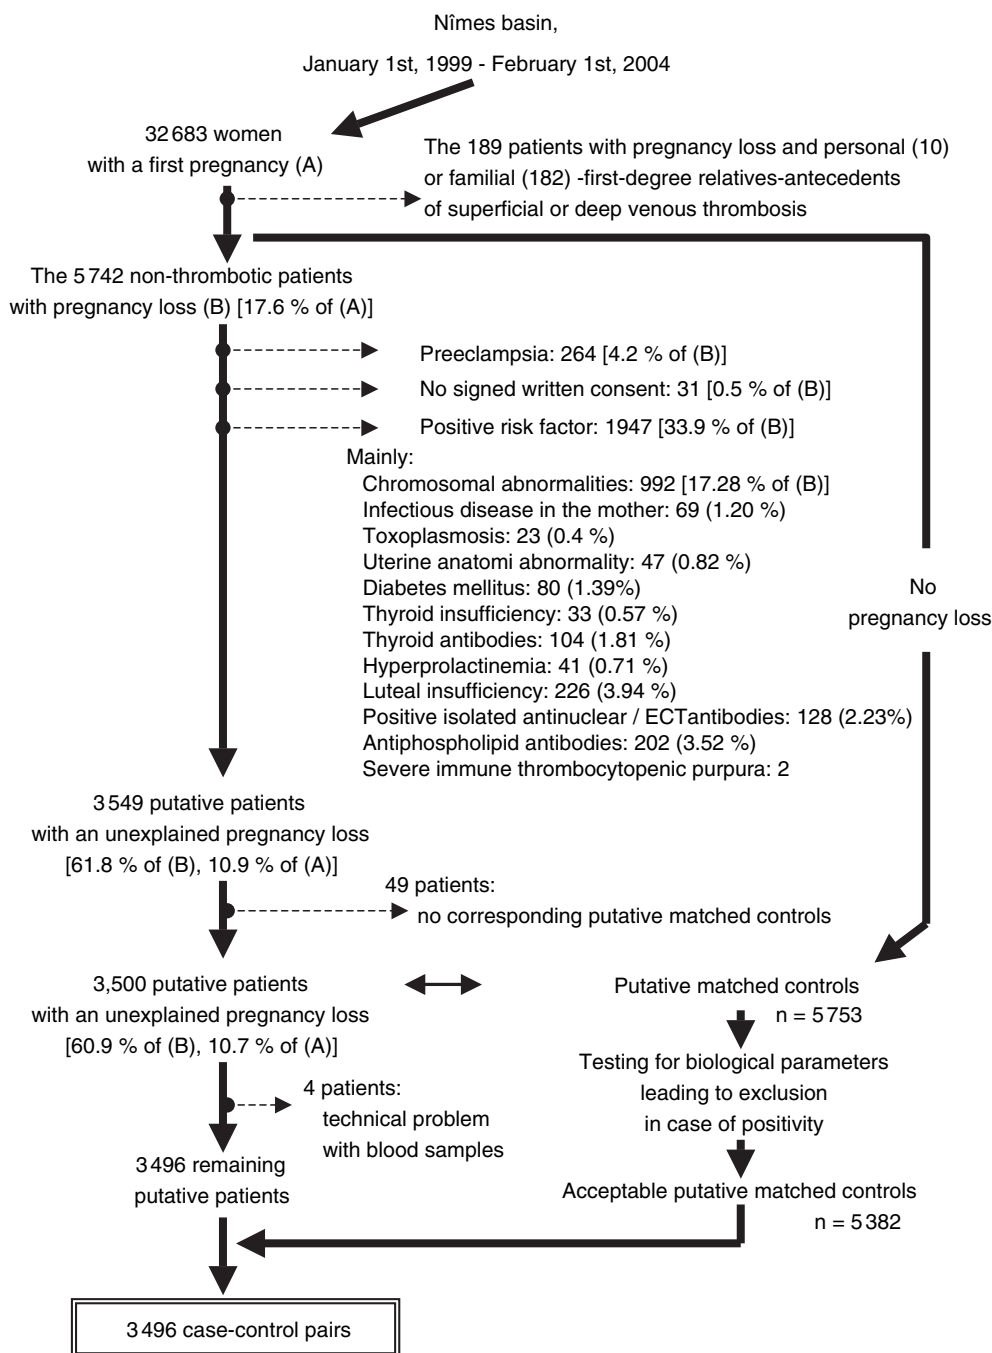 Nîmes basin,
January 1st, 1999 - February 1st, 2004
32 683 women
with a first pregnancy (A)
The 189 patients with pregnancy loss and personal (10)
or familial (182) -first-degree relatives-antecedents
of superficial or deep venous thrombosis
The 5 742 non-thrombotic patients
with pregnancy loss (B) [17.6 % of (A)]
Preeclampsia: 264 [4.2 % of (B)]
No signed written consent: 31 [0.5 % of (B)]
Positive risk factor: 1947 [33.9 % of (B)]
Mainly:
Chromosomal abnormalities: 992 [17.28 % of (B)]
Infectious disease in the mother: 69 (1.20 %)
Toxoplasmosis: 23 (0.4 %)
Uterine anatomi abnormality: 47 (0.82 %)
Diabetes mellitus: 80 (1.39%)
Thyroid insufficiency: 33 (0.57 %)
Thyroid antibodies: 104 (1.81 %)
Hyperprolactinemia: 41 (0.71 %)
Luteal insufficiency: 226 (3.94 %)
Positive isolated antinuclear / ECTantibodies: 128 (2.23%)
Antiphospholipid antibodies: 202 (3.52 %)
Severe immune thrombocytopenic purpura: 2
No
pregnancy loss
3 549 putative patients
with an unexplained pregnancy loss
[61.8 % of (B), 10.9 % of (A)]
49 patients:
no corresponding putative matched controls
3,500 putative patients
with an unexplained pregnancy loss
[60.9 % of (B), 10.7 % of (A)]
Putative matched controls
n = 5 753
Testing for biological parameters
leading to exclusion
in case of positivity
4 patients:
technical problem
with blood samples
3 496 remaining
putative patients
Acceptable putative matched controls
n = 5 382
3 496 case-control pairs